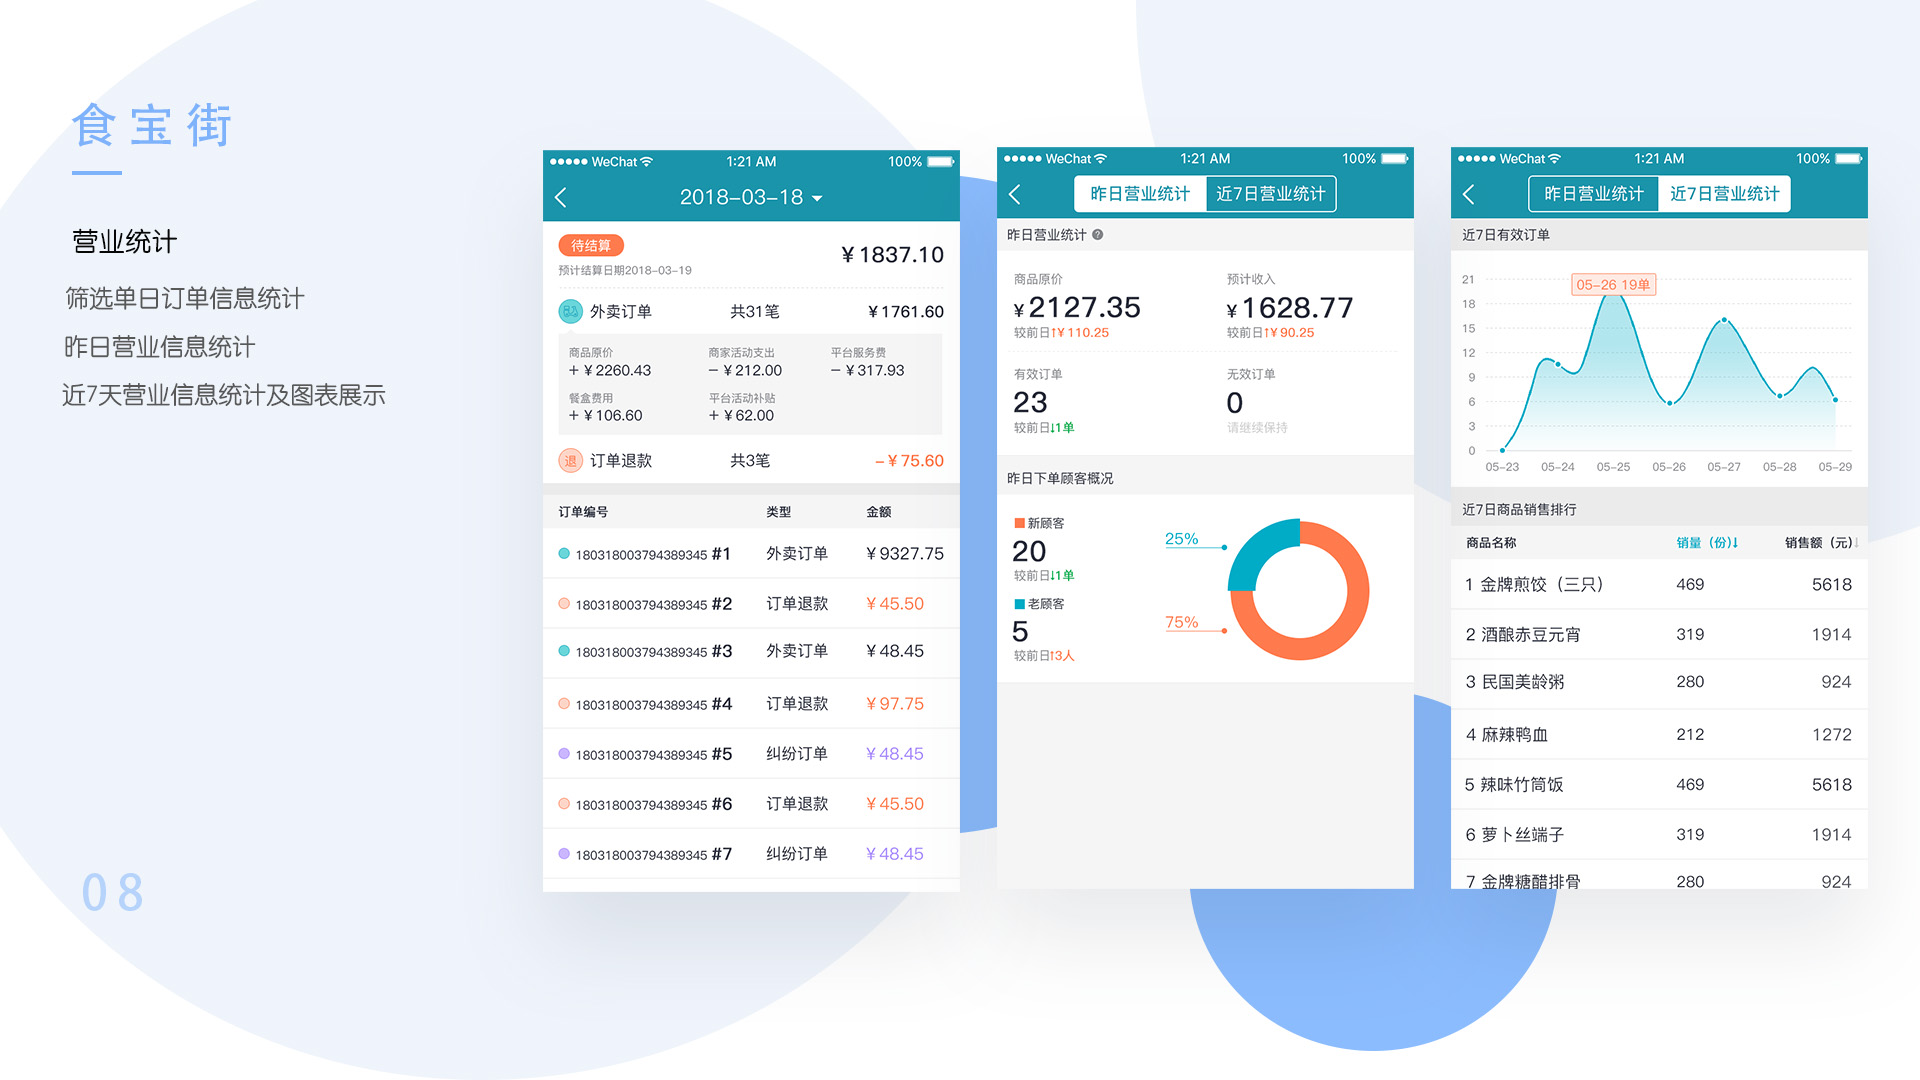 食宝街
营业统计
筛选单日订单信息统计
昨日营业信息统计
近7天营业信息统计及图表展示
08
WeChat 1:21 AM 100%
2018-03-18
待结算
¥1837.10
预计结算日期2018-03-19
外卖订单 共31笔 ¥1761.60
商品原价 商家活动支出 平台服务费
+¥2260.43 -¥212.00 -¥317.93
餐盒费用 平台活动补贴
+¥106.60 +¥62.00
退 订单退款 共3笔 -¥75.60
订单编号 类型 金额
180318003794389345 #1 外卖订单 ¥9327.75
180318003794389345 #2 订单退款 ¥45.50
180318003794389345 #3 外卖订单 ¥48.45
180318003794389345 #4 订单退款 ¥97.75
180318003794389345 #5 纠纷订单 ¥48.45
180318003794389345 #6 订单退款 ¥45.50
180318003794389345 #7 纠纷订单 ¥48.45
WeChat 1:21 AM 100%
昨日营业统计 近7日营业统计
昨日营业统计 ?
商品原价 预计收入
¥2127.35 ¥1628.77
较前日↑¥110.25 较前日↑¥90.25
有效订单 无效订单
23 0
较前日↓1单 请继续保持
昨日下单顾客概况
新顾客
20
较前日↓1单
老顾客
5
较前日↑3人
25%
75%
WeChat 1:21 AM 100%
昨日营业统计 近7日营业统计
近7日有效订单
05-26 19单
21
18
15
12
9
6
3
0
05-23 05-24 05-25 05-26 05-27 05-28 05-29
近7日商品销售排行
商品名称 销量（份）↓ 销售额（元）↓
1 金牌煎饺（三只） 469 5618
2 酒酿赤豆元宵 319 1914
3 民国美龄粥 280 924
4 麻辣鸭血 212 1272
5 辣味竹筒饭 469 5618
6 萝卜丝端子 319 1914
7 金牌糖醋排骨 280 924